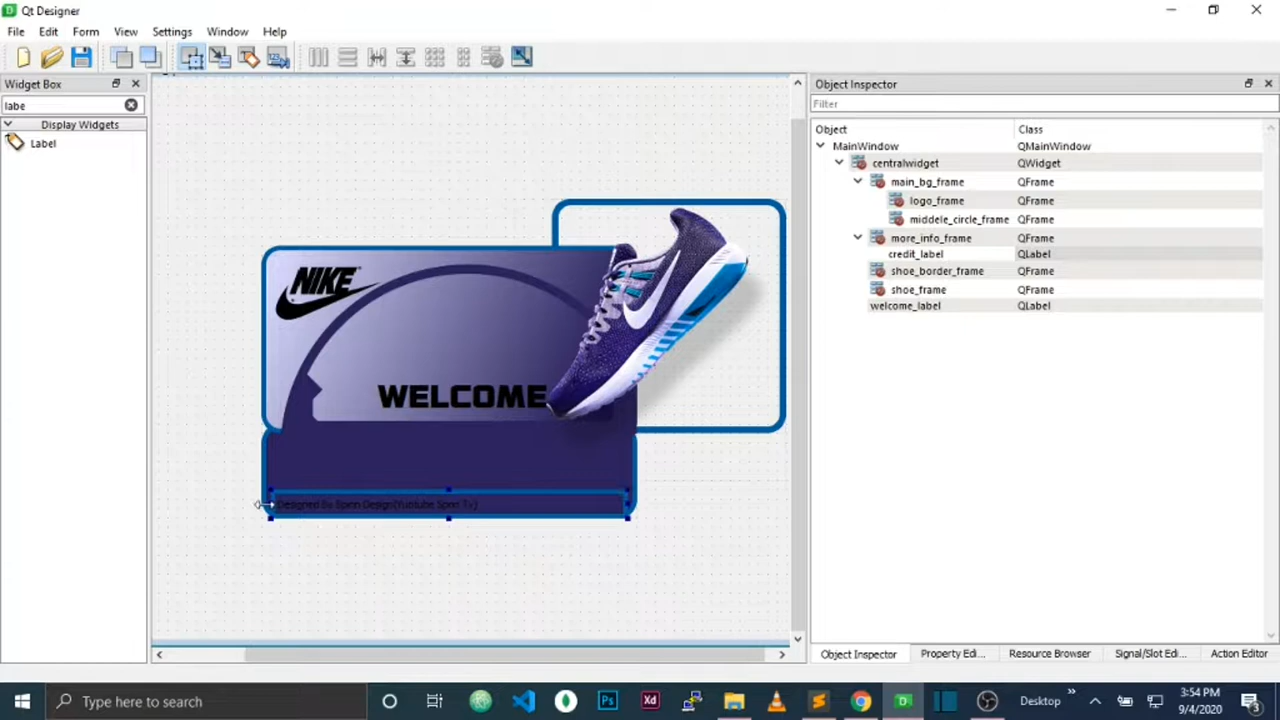 Qt Designer
File Edit Form View Settings Window Help
Widget Box
labe
Display Widgets
Label
NIKE
WELCOME
Object Inspector
Filter
Object Class
MainWindow QMainWindow
centralwidget QWidget
main_bg_frame QFrame
logo_frame QFrame
middele_circle_frame QFrame
more_info_frame QFrame
credit_label QLabel
shoe_border_frame QFrame
shoe_frame QFrame
welcome_label QLabel
Object Inspector Property Edi... Resource Browser Signal/Slot Edi... Action Editor
Type here to search
Ps
Xd
Desktop
3:54 PM
9/4/2020
3